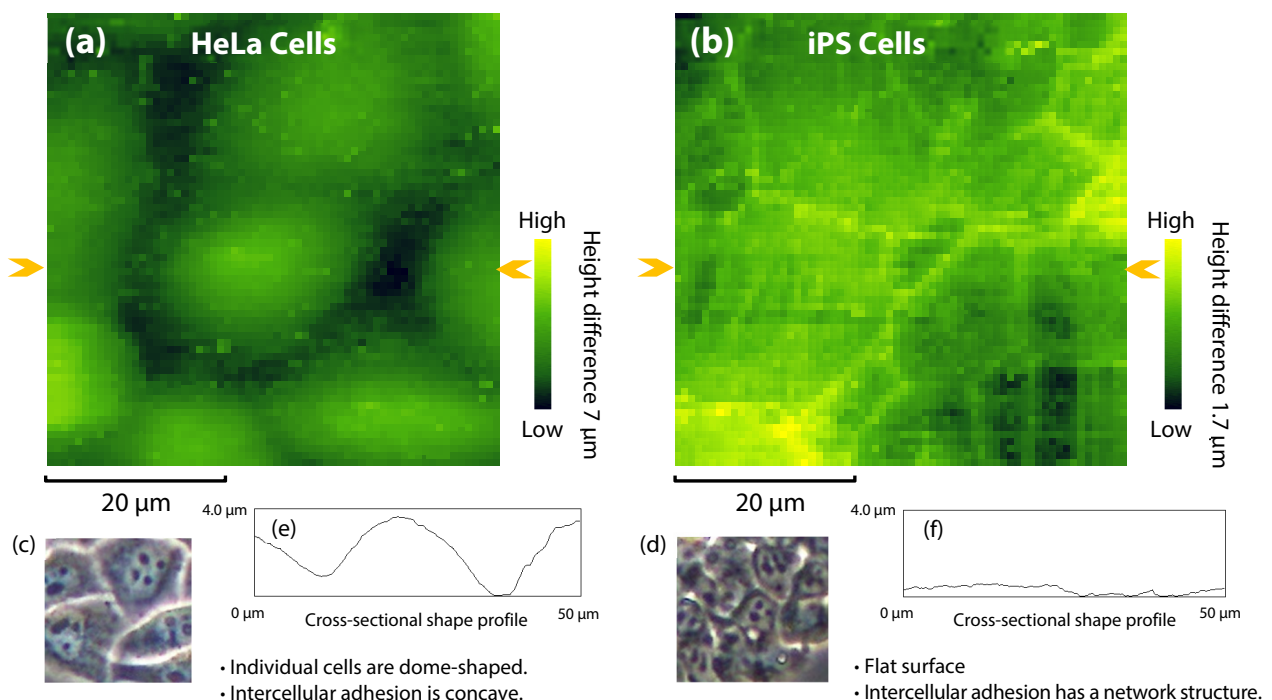 (a) HeLa Cells
High
Low
Height difference 7 μm
20 μm
(b) iPS Cells
High
Low
Height difference 1.7 μm
20 μm
(c)
4.0 μm
(e)
0 μm
50 μm
Cross-sectional shape profile
• Individual cells are dome-shaped.
• Intercellular adhesion is concave.
(d)
4.0 μm
(f)
0 μm
50 μm
Cross-sectional shape profile
• Flat surface
• Intercellular adhesion has a network structure.